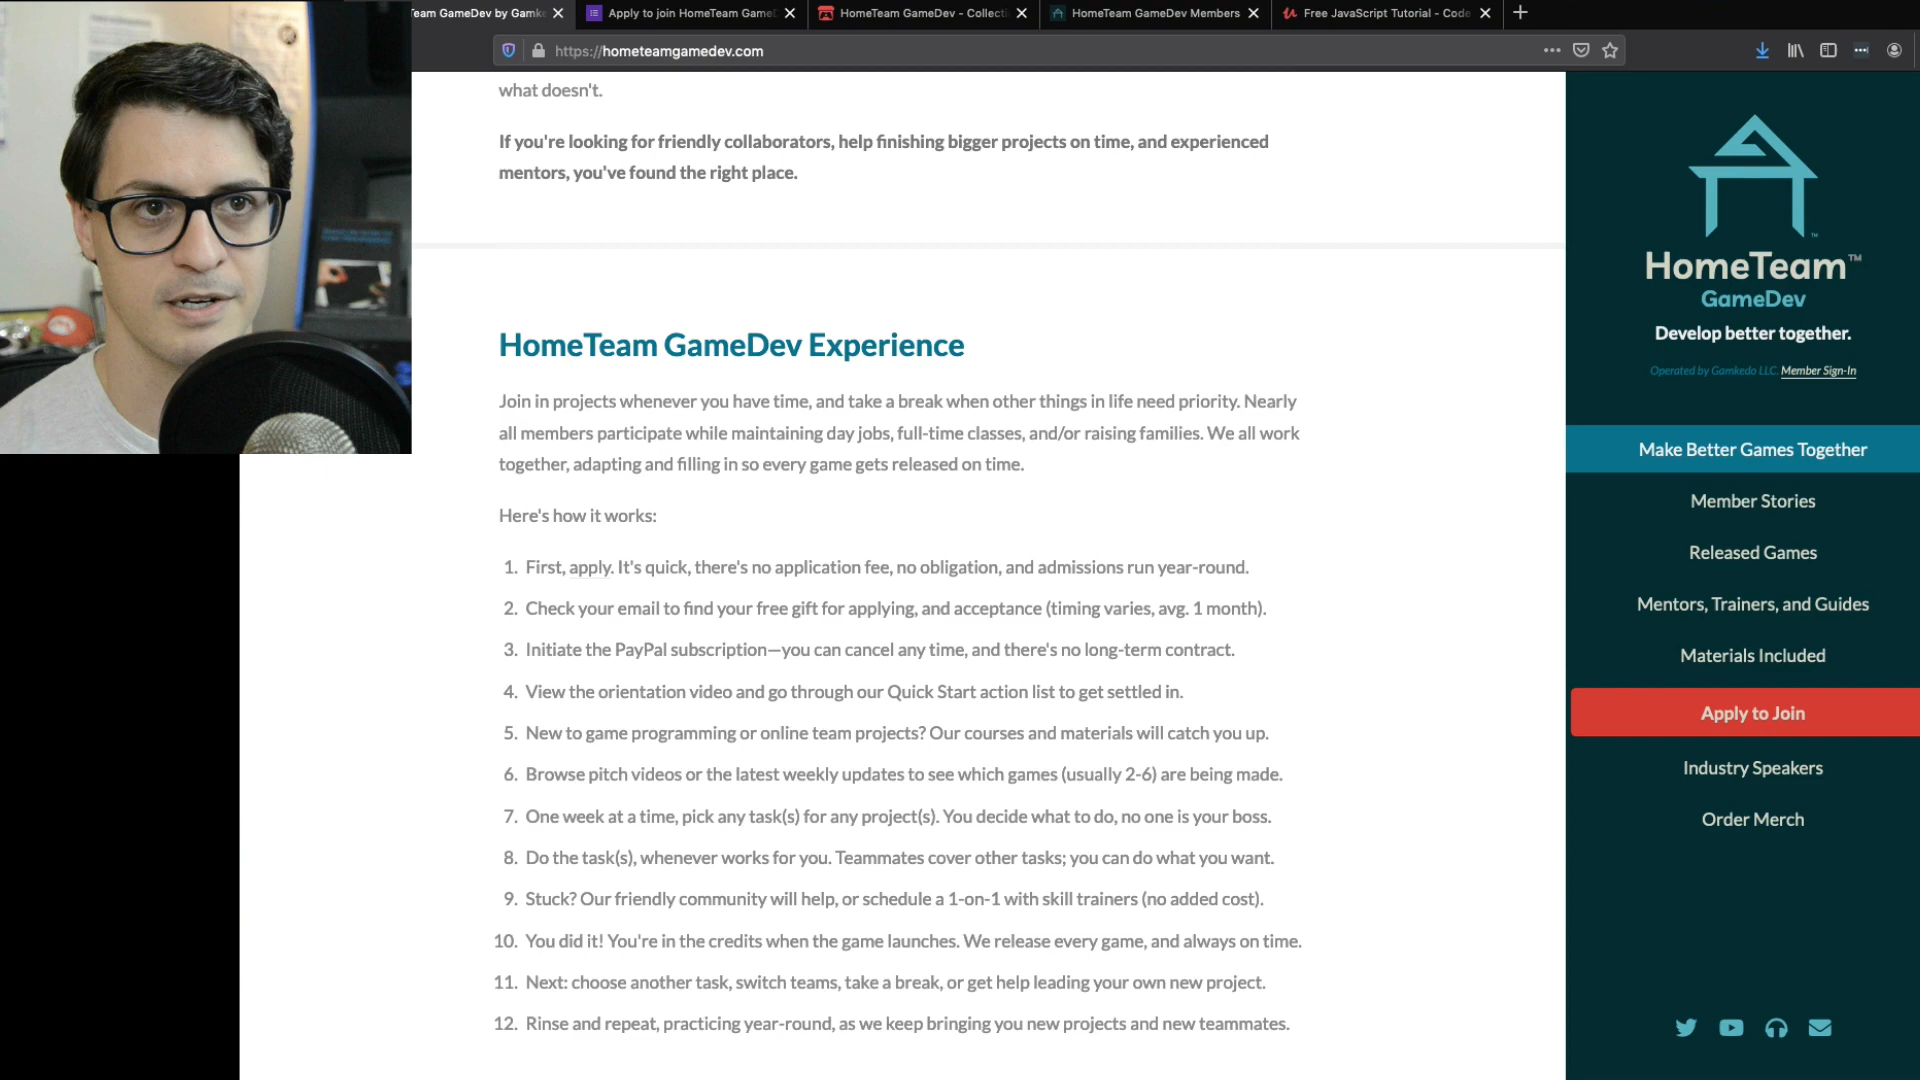 Team GameDev by Gamke
Apply to join HomeTeam GameD
HomeTeam GameDev - Collecti
HomeTeam GameDev Members
Free JavaScript Tutorial - Code
https://hometeamgamedev.com
what doesn't.
If you're looking for friendly collaborators, help finishing bigger projects on time, and experienced
mentors, you've found the right place.
HomeTeam GameDev Experience
Join in projects whenever you have time, and take a break when other things in life need priority. Nearly
all members participate while maintaining day jobs, full-time classes, and/or raising families. We all work
together, adapting and filling in so every game gets released on time.
Here's how it works:
1. First, apply. It's quick, there's no application fee, no obligation, and admissions run year-round.
2. Check your email to find your free gift for applying, and acceptance (timing varies, avg. 1 month).
3. Initiate the PayPal subscription—you can cancel any time, and there's no long-term contract.
4. View the orientation video and go through our Quick Start action list to get settled in.
5. New to game programming or online team projects? Our courses and materials will catch you up.
6. Browse pitch videos or the latest weekly updates to see which games (usually 2-6) are being made.
7. One week at a time, pick any task(s) for any project(s). You decide what to do, no one is your boss.
8. Do the task(s), whenever works for you. Teammates cover other tasks; you can do what you want.
9. Stuck? Our friendly community will help, or schedule a 1-on-1 with skill trainers (no added cost).
10. You did it! You're in the credits when the game launches. We release every game, and always on time.
11. Next: choose another task, switch teams, take a break, or get help leading your own new project.
12. Rinse and repeat, practicing year-round, as we keep bringing you new projects and new teammates.
HomeTeam™
GameDev
Develop better together.
Operated by Gamkedo LLC. Member Sign-In
Make Better Games Together
Member Stories
Released Games
Mentors, Trainers, and Guides
Materials Included
Apply to Join
Industry Speakers
Order Merch